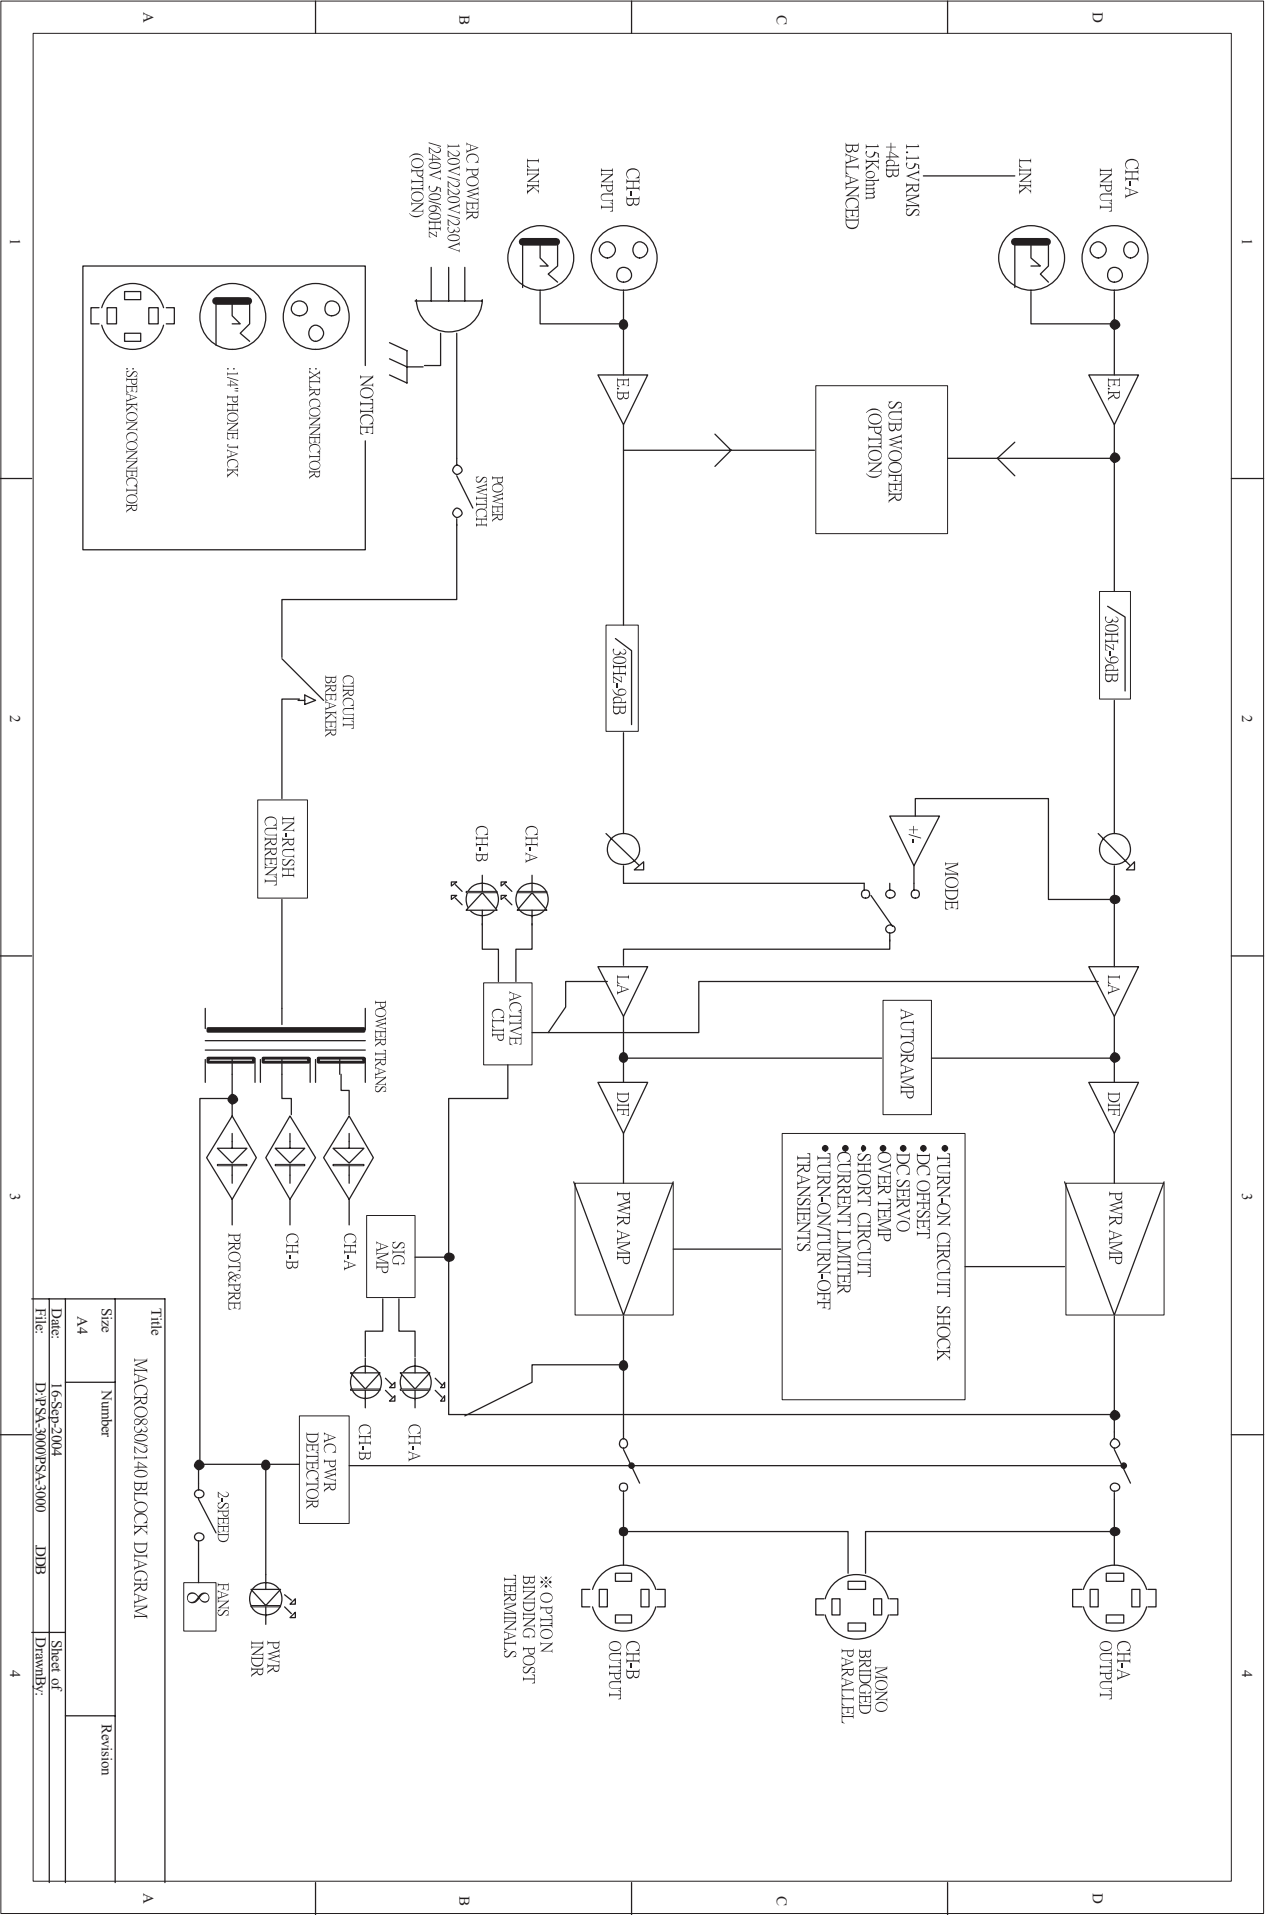 1
2
3
4
D
D
C
C
B
B
A
A
1
2
3
4
CH-A
INPUT
LINK
1.15VRMS
+4dB
15Kohm
BALANCED
E.R
30Hz-9dB
LA
DIF
PWR AMP
CH-A
OUTPUT
SUB WOOFER
(OPTION)
MODE
+/-
AUTORAMP
•TURN-ON CIRCUIT SHOCK
•DC OFFSET
•DC SERVO
•OVER TEMP
•SHORT CIRCUIT
•CURRENT LIMITER
•TURN-ON/TURN-OFF
TRANSIENTS
MONO
BRIDGED
PARALLEL
CH-B
INPUT
LINK
E.B
30Hz-9dB
LA
DIF
PWR AMP
CH-B
OUTPUT
※ OPTION
BINDING POST
TERMINALS
CH-A
CH-B
ACTIVE
CLIP
SIG
AMP
CH-A
CH-B
AC POWER
120V/220V/230V
/240V 50/60Hz
(OPTION)
POWER
SWITCH
CIRCUIT
BREAKER
IN-RUSH
CURRENT
POWER TRANS
CH-A
CH-B
PROT&PRE
AC PWR
DETECTOR
PWR
INDR
2-SPEED
FANS
NOTICE
:XLR CONNECTOR
:1/4" PHONE JACK
:SPEAKON CONNECTOR
Title
MACRO830/2140 BLOCK DIAGRAM
Size
Number
Revision
A4
Date:
16-Sep-2004
Sheet of
File:
D:\PSA-3000\PSA-3000 .DDB
DrawnBy: